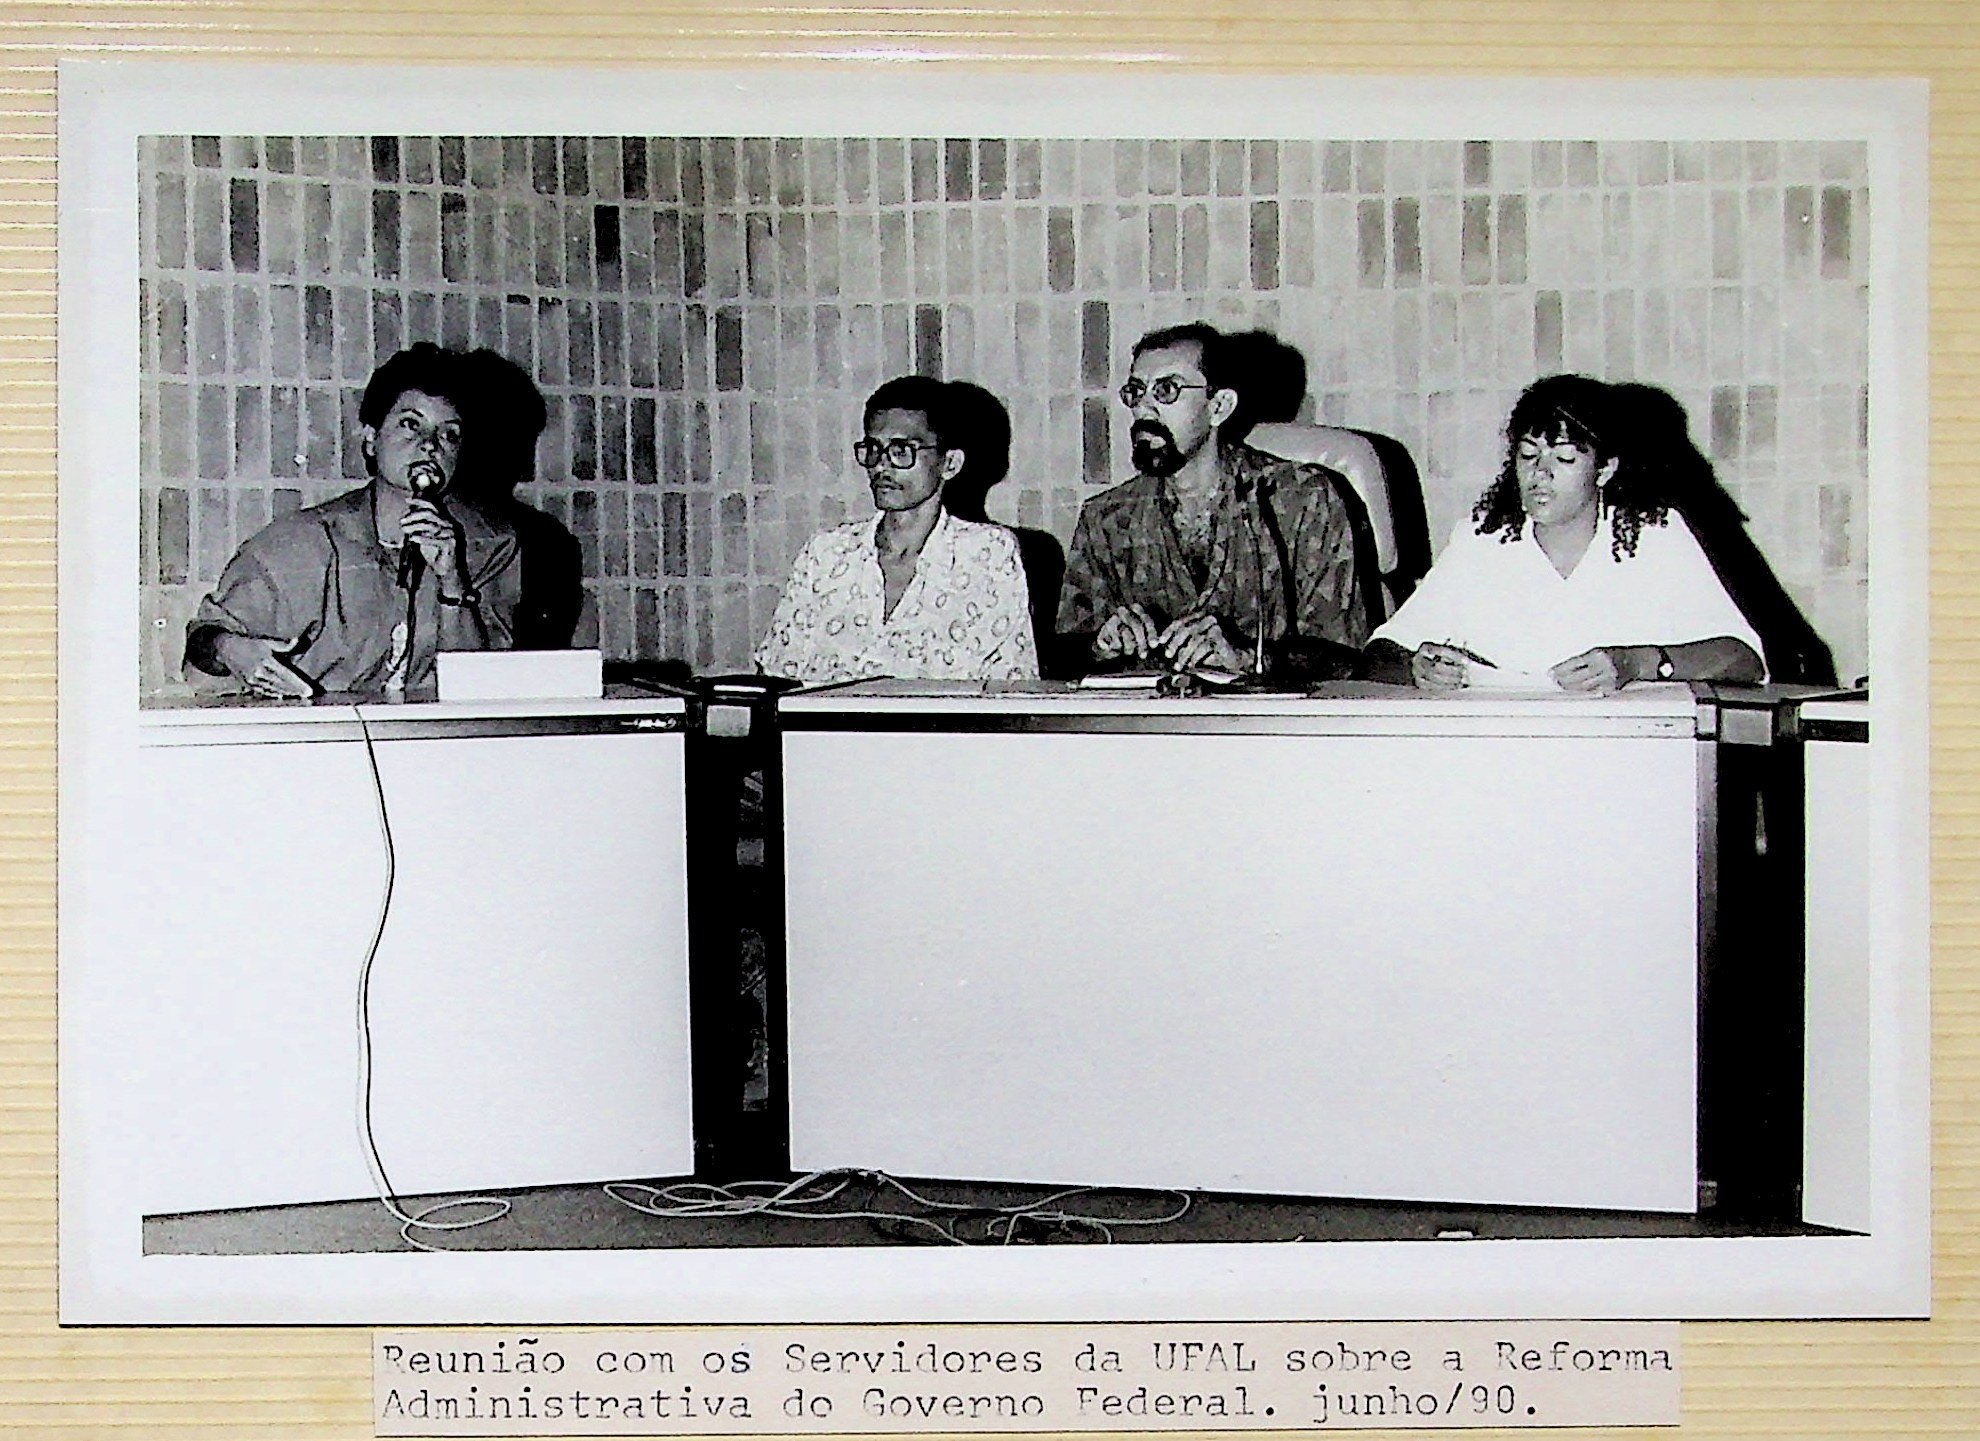 Reunião com os Servidores da UFAL sobre a Reforma
Administrativa do Governo Federal. junho/90.